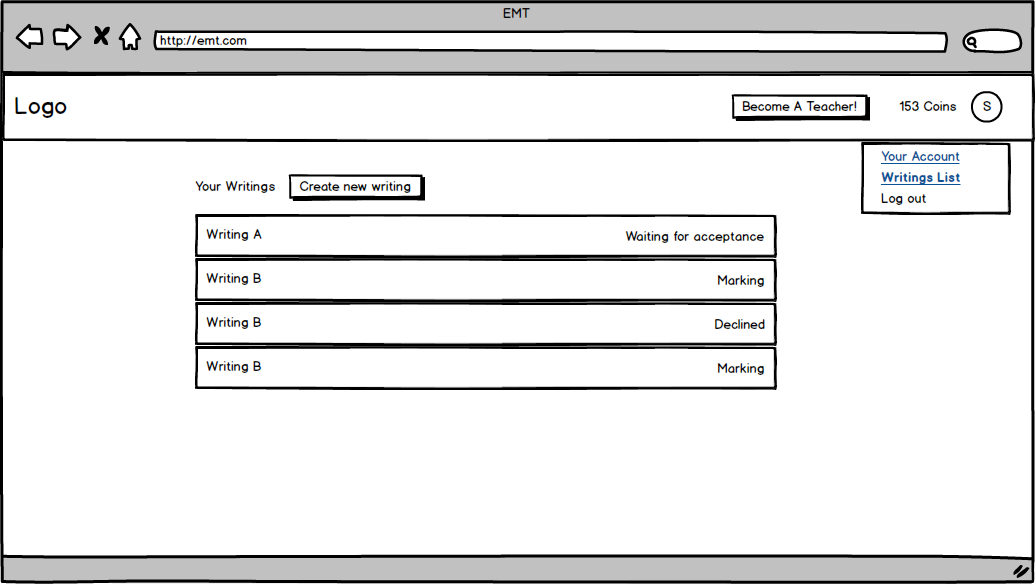 EMT
http://emt.com
Logo
Become A Teacher!
153 Coins
S
Your Account
Writings List
Log out
Your Writings
Create new writing
Writing A
Waiting for acceptance
Writing B
Marking
Writing B
Declined
Writing B
Marking